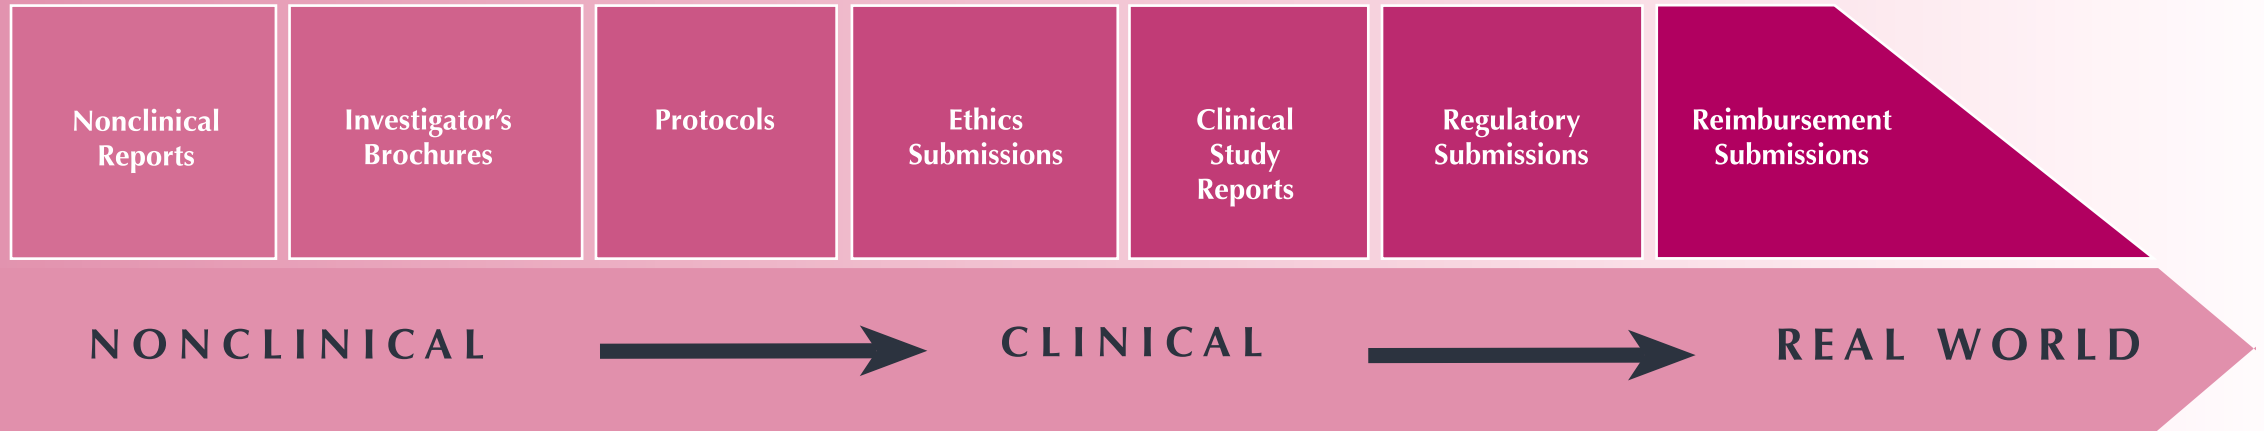 Nonclinical
Reports
Investigator’s
Brochures
Protocols
Ethics
Submissions
Clinical
Study
Reports
Regulatory
Submissions
Reimbursement
Submissions
NONCLINICAL
CLINICAL
REAL WORLD